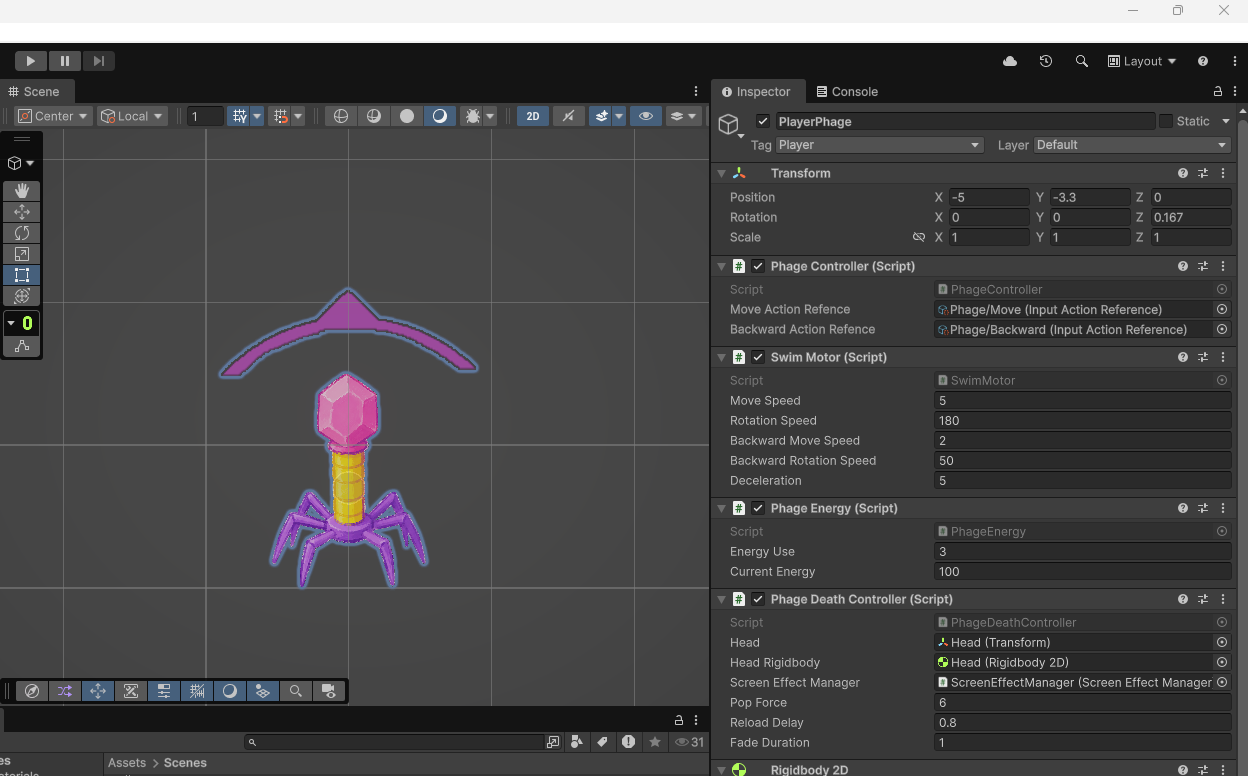 Layout
Scene
Inspector
Console
Center
Local
1
2D
PlayerPhage
Static
Tag
Player
Layer
Default
Transform
Position X -5 Y -3.3 Z 0
Rotation X 0 Y 0 Z 0.167
Scale X 1 Y 1 Z 1
0
# Phage Controller (Script)
Script # PhageController
Move Action Refence Phage/Move (Input Action Reference)
Backward Action Refence Phage/Backward (Input Action Reference)
# Swim Motor (Script)
Script # SwimMotor
Move Speed 5
Rotation Speed 180
Backward Move Speed 2
Backward Rotation Speed 50
Deceleration 5
# Phage Energy (Script)
Script # PhageEnergy
Energy Use 3
Current Energy 100
# Phage Death Controller (Script)
Script # PhageDeathController
Head Head (Transform)
Head Rigidbody Head (Rigidbody 2D)
Screen Effect Manager # ScreenEffectManager (Screen Effect Manager
Pop Force 6
Reload Delay 0.8
Fade Duration 1
Rigidbody 2D
31
es
Assets > Scenes